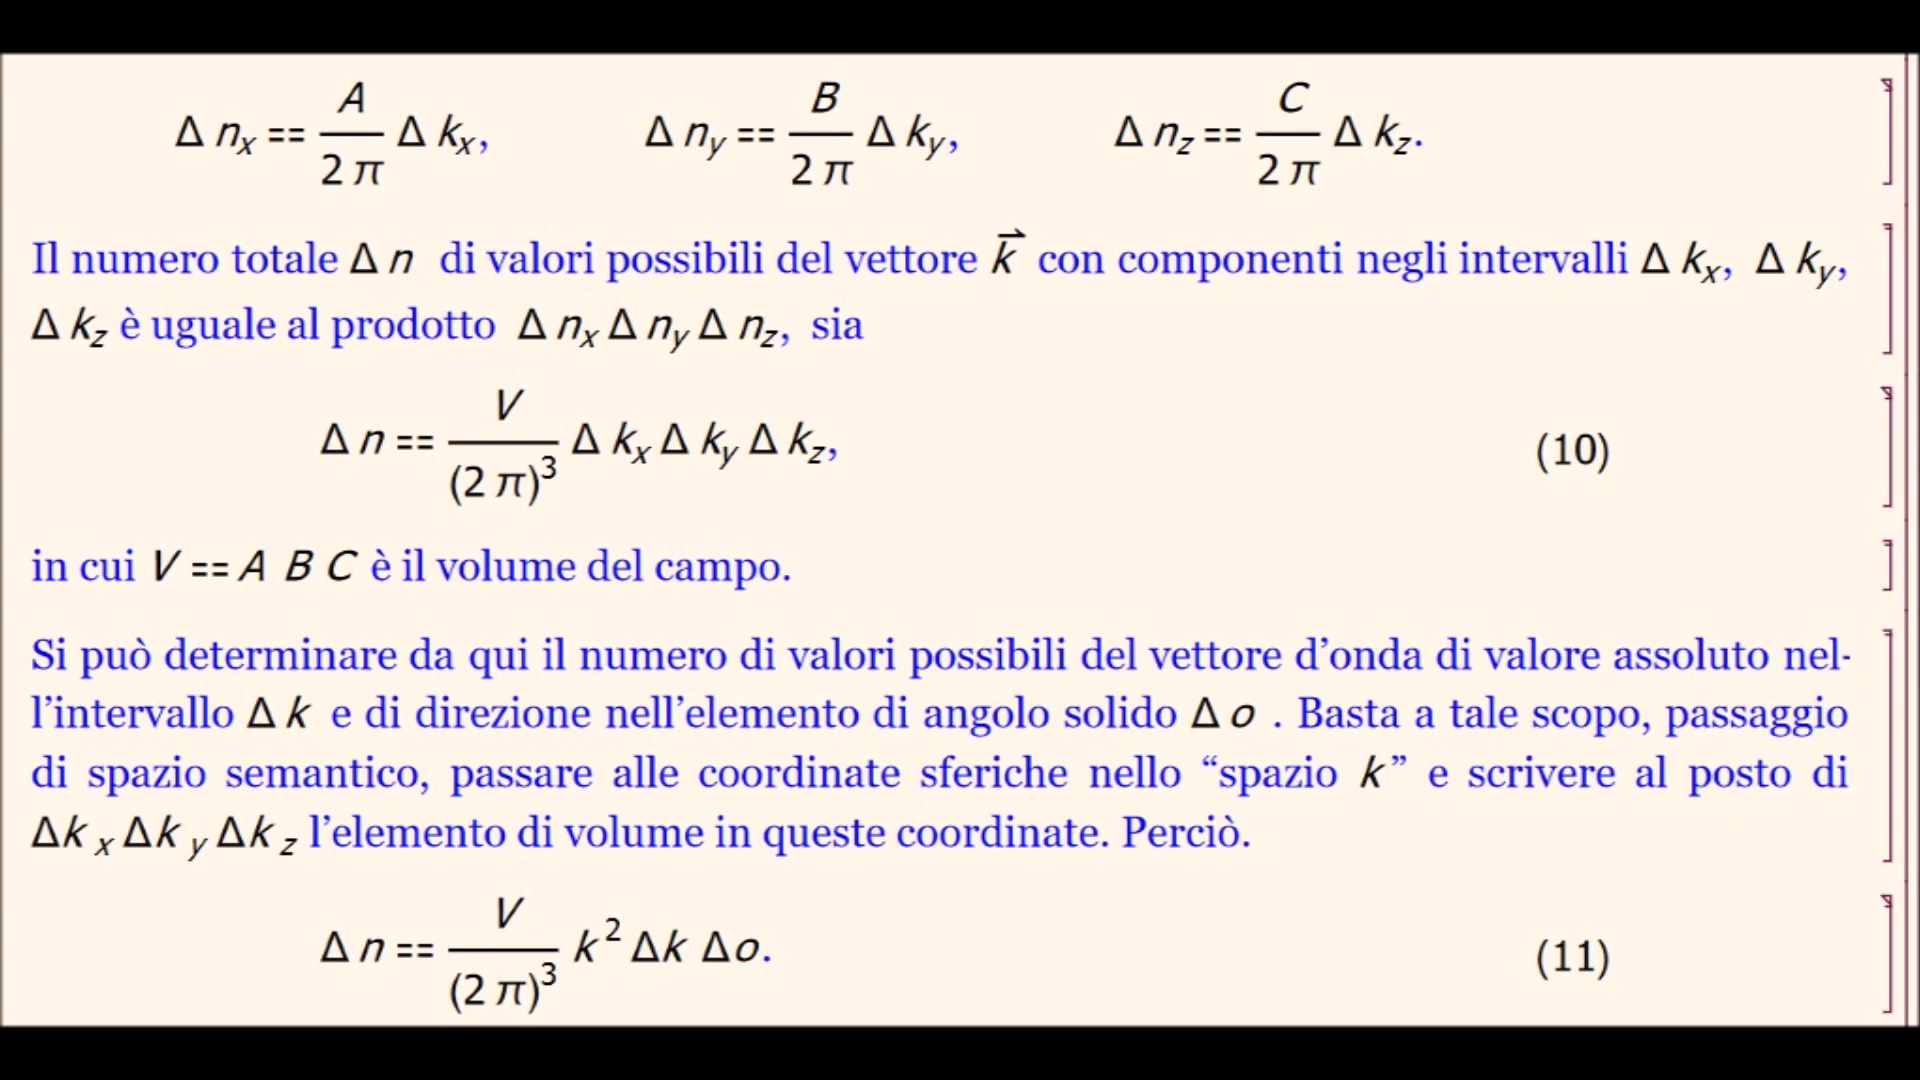 Δ n_x == A/(2 π) Δ k_x, Δ n_y == B/(2 π) Δ k_y, Δ n_z == C/(2 π) Δ k_z.
Il numero totale Δ n di valori possibili del vettore k⃗ con componenti negli intervalli Δ k_x, Δ k_y,
Δ k_z è uguale al prodotto Δ n_x Δ n_y Δ n_z, sia
Δ n == V/(2 π)^3 Δ k_x Δ k_y Δ k_z, (10)
in cui V == A B C è il volume del campo.
Si può determinare da qui il numero di valori possibili del vettore d’onda di valore assoluto nel-
l’intervallo Δ k e di direzione nell’elemento di angolo solido Δ o . Basta a tale scopo, passaggio
di spazio semantico, passare alle coordinate sferiche nello “spazio k” e scrivere al posto di
Δk_x Δk_y Δk_z l’elemento di volume in queste coordinate. Perciò.
Δ n == V/(2 π)^3 k^2 Δk Δo. (11)